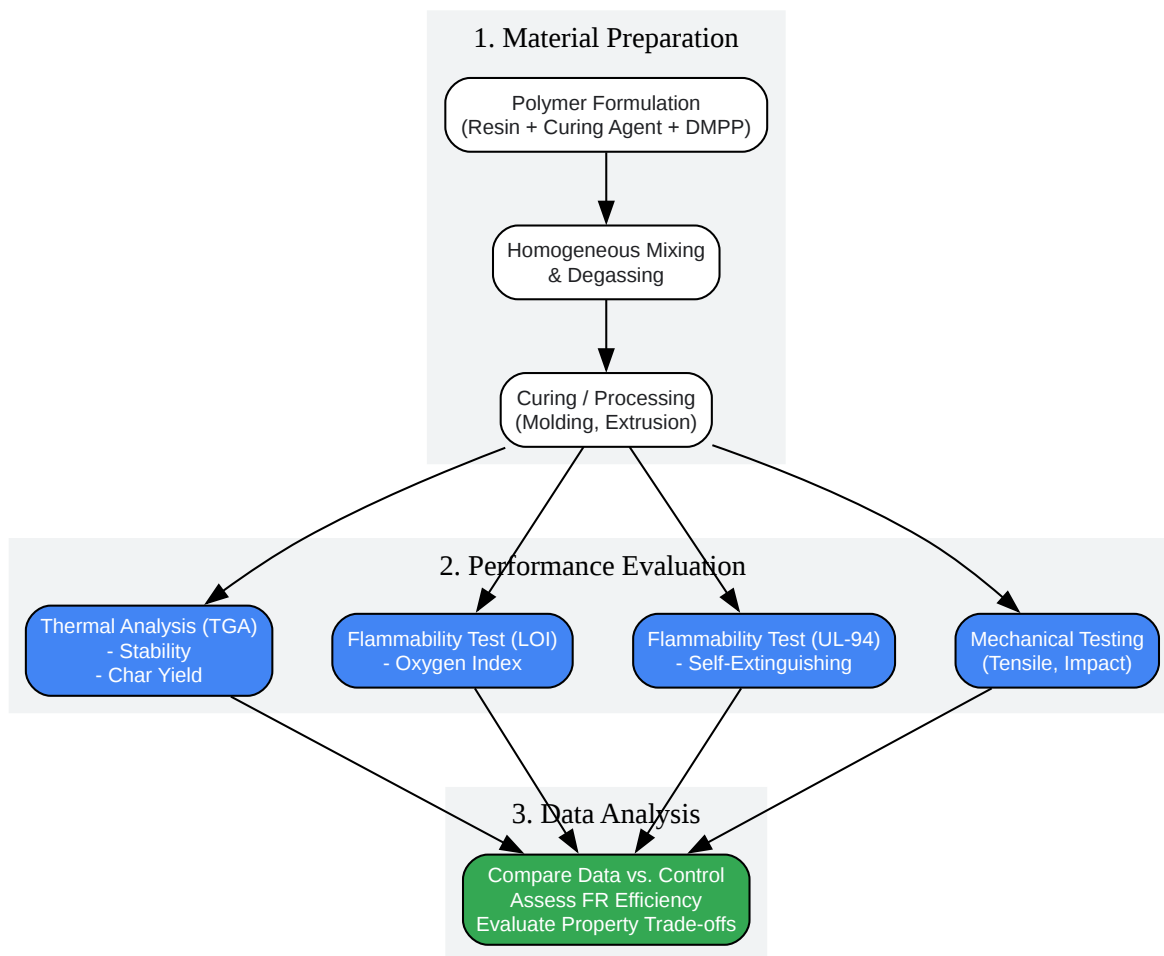 1. Material Preparation
Polymer Formulation
(Resin + Curing Agent + DMPP)
Homogeneous Mixing
& Degassing
Curing / Processing
(Molding, Extrusion)
2. Performance Evaluation
Thermal Analysis (TGA)
- Stability
- Char Yield
Flammability Test (LOI)
- Oxygen Index
Flammability Test (UL-94)
- Self-Extinguishing
Mechanical Testing
(Tensile, Impact)
3. Data Analysis
Compare Data vs. Control
Assess FR Efficiency
Evaluate Property Trade-offs